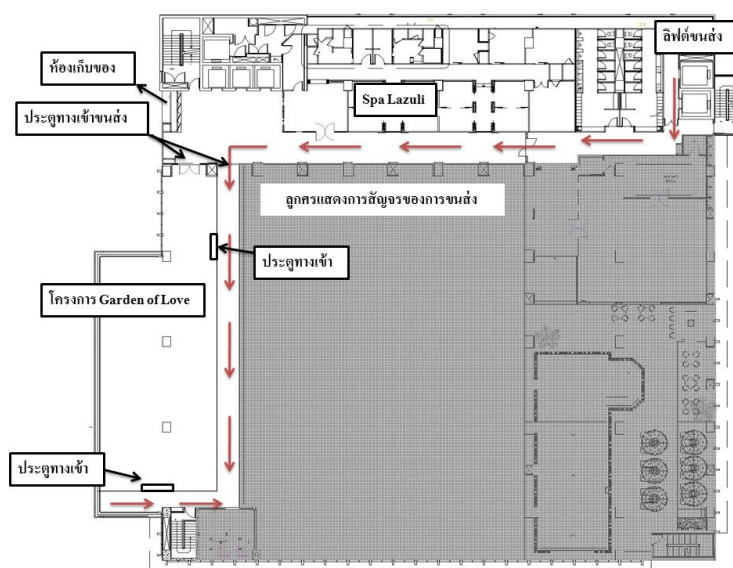 ลิฟต์ขนส่ง
ห้องเก็บของ
Spa Lazuli
ประตูทางเข้าขนส่ง
ลูกศรแสดงการสัญจรของการขนส่ง
ประตูทางเข้า
โครงการ Garden of Love
ประตูทางเข้า